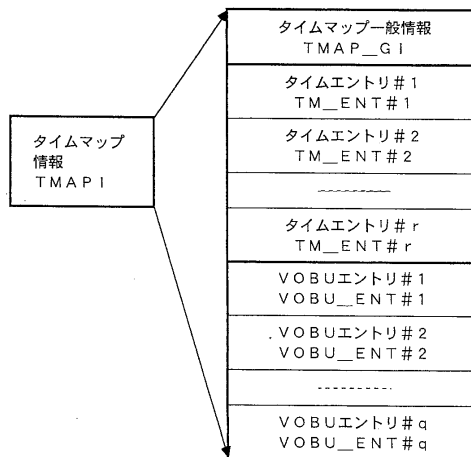 タイムマップ
情報
TMAPI
タイムマップ一般情報
TMAP_GI
タイムエントリ#1
TM_ENT#1
タイムエントリ#2
TM_ENT#2
タイムエントリ#r
TM_ENT#r
VOBUエントリ#1
VOBU_ENT#1
VOBUエントリ#2
VOBU_ENT#2
VOBUエントリ#q
VOBU_ENT#q